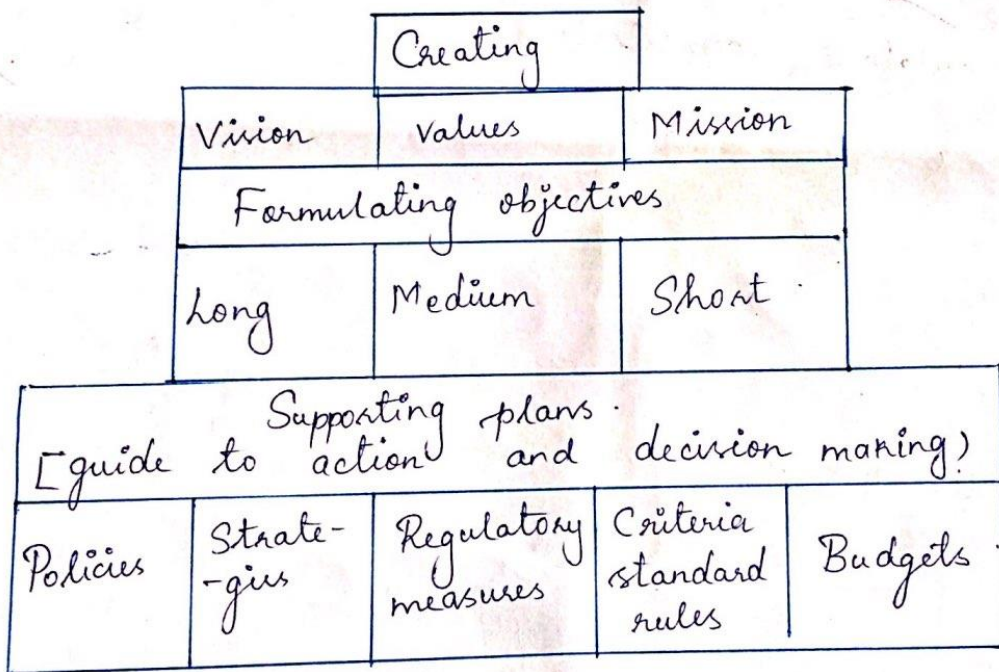 Creating
Vision values Mission
Formulating objectives
Long Medium Short
Supporting plans.
[guide to action and decision making)
Policies Strate- Regulatory Criteria Budgets.
-gies measures standard
rules